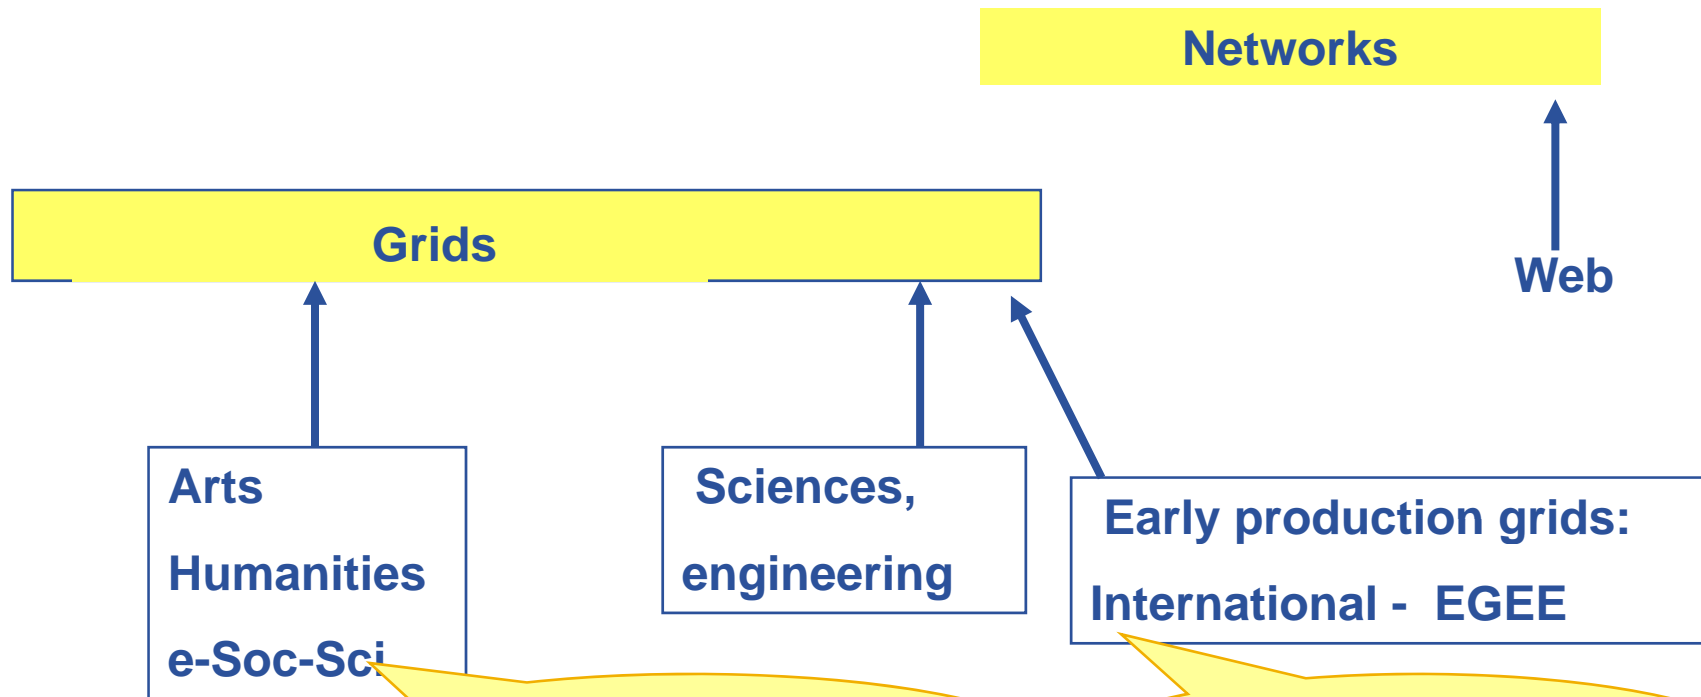 Networks
Grids
Web
Arts
Humanities
e-Soc-Sci
Sciences,
engineering
Early production grids:
International - EGEE